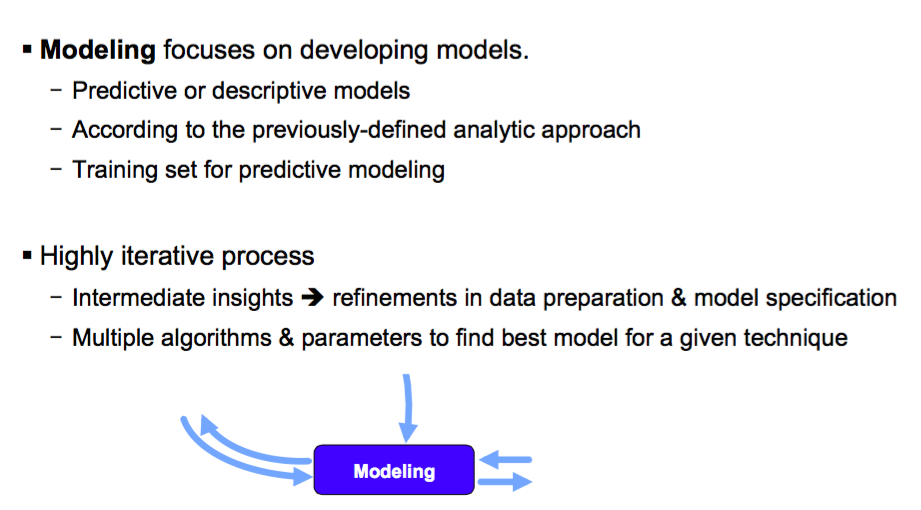 ▪ Modeling focuses on developing models.
− Predictive or descriptive models
− According to the previously-defined analytic approach
− Training set for predictive modeling
▪ Highly iterative process
− Intermediate insights ➔ refinements in data preparation & model specification
− Multiple algorithms & parameters to find best model for a given technique
Modeling